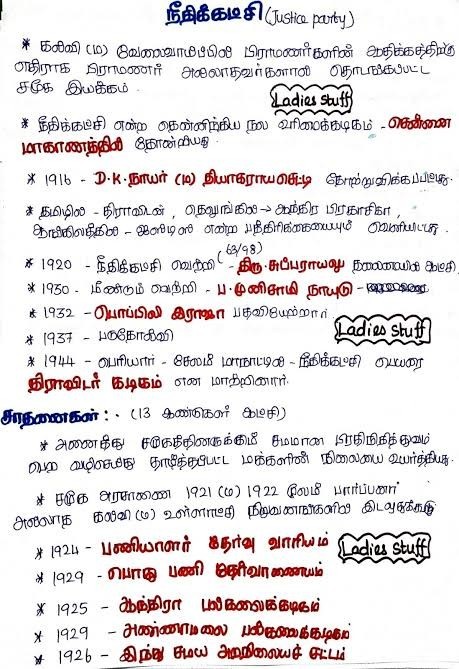 நீதிக்கட்சி (Justice party)
* கல்வி (ம) வேலைவாய்ப்பில் பிராமணர்களின் ஆதிக்கத்திற்கு
எதிராக பிராமணர் அல்லாதவர்களால் தொடங்கப்பட்ட
சமூக இயக்கம்.
Ladies Stuff
* நீதிக்கட்சி என்ற தென்னிந்திய நல உரிமைக்கழகம் - சென்னை
மாகாணத்தில் தோன்றியது.
* 1916 - D.K.நாயர் (ம) தியாகராயசெட்டி தோற்றுவிக்கப்பட்டது.
* தமிழில் - திராவிடன், தெலுங்கில் → ஆந்திர பிரகாசிகா,
ஆங்கிலத்தில் - ஜஸ்டிஸ் என்ற பத்திரிக்கையையும் வெளியிட்டது.
(63/98)
* 1920 - நீதிக்கட்சி வெற்றி - திரு.சுப்பராயலு தலைமையில் ஆட்சி.
* 1930 - மீண்டும் வெற்றி - ப.முனிசாமி நாயுடு -
* 1932 - பொப்பிலி இராஜா பதவியேற்றார்.
Ladies Stuff
* 1937 - படுதோல்வி
* 1944 - பெரியார் - சேலம் மாநாட்டில் - நீதிக்கட்சி பெயரை
திராவிடர் கழகம் என மாற்றினார்.
சாதனைகள் :- (13 ஆண்டுகள் ஆட்சி)
* அனைத்து சமூகத்தினருக்கும் சமமான பிரதிநிதித்துவம்
பெற வழிசெய்து தாழ்த்தப்பட்ட மக்களின் நிலையை உயர்த்தியது.
* சமூக அரசாணை 1921 (ம) 1922 மூலம் பார்ப்பனர்
அல்லாத கல்வி (ம) உள்ளாட்சி நிறுவனங்களில் இடஒதுக்கீடு
* 1924 - பணியாளர் தேர்வு வாரியம்
Ladies Stuff
* 1929 - பொது பணி தேர்வாணையம்
* 1925 - ஆந்திரா பல்கலைக்கழகம்
* 1929 - அண்ணாமலை பல்கலைக்கழகம்
* 1926 - இந்து சமய அறநிலையச் சட்டம்